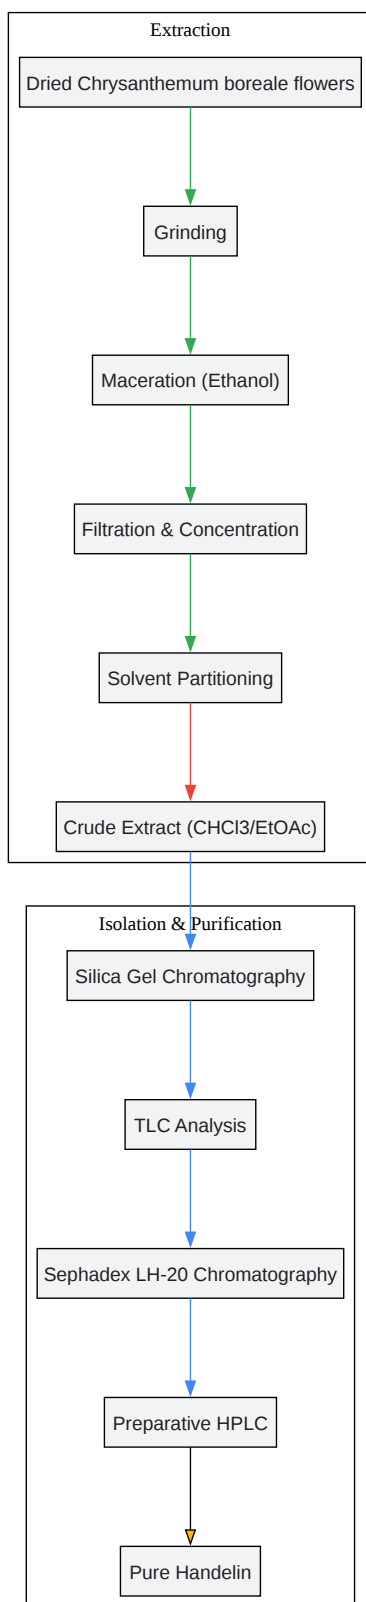 Extraction
Dried Chrysanthemum boreale flowers
Grinding
Maceration (Ethanol)
Filtration & Concentration
Solvent Partitioning
Crude Extract (CHCl3/EtOAc)
Isolation & Purification
Silica Gel Chromatography
TLC Analysis
Sephadex LH-20 Chromatography
Preparative HPLC
Pure Handelin